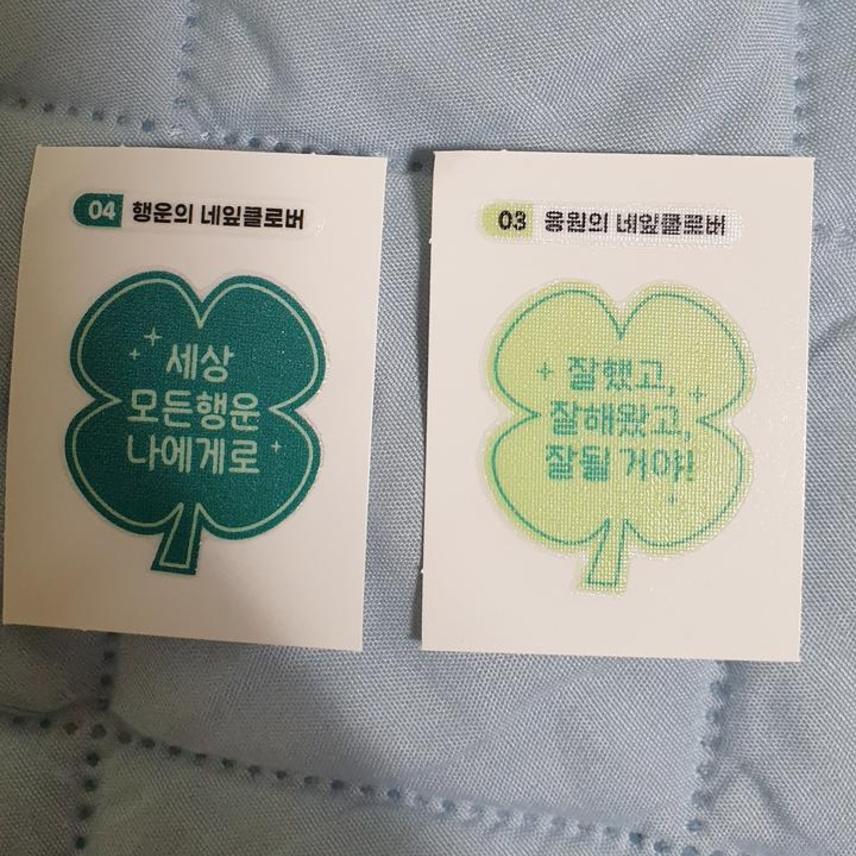 04 행운의 네잎클로버
세상
모든행운
나에게로
03 응원의 네잎클로버
잘했고,
잘해왔고,
잘될 거야!